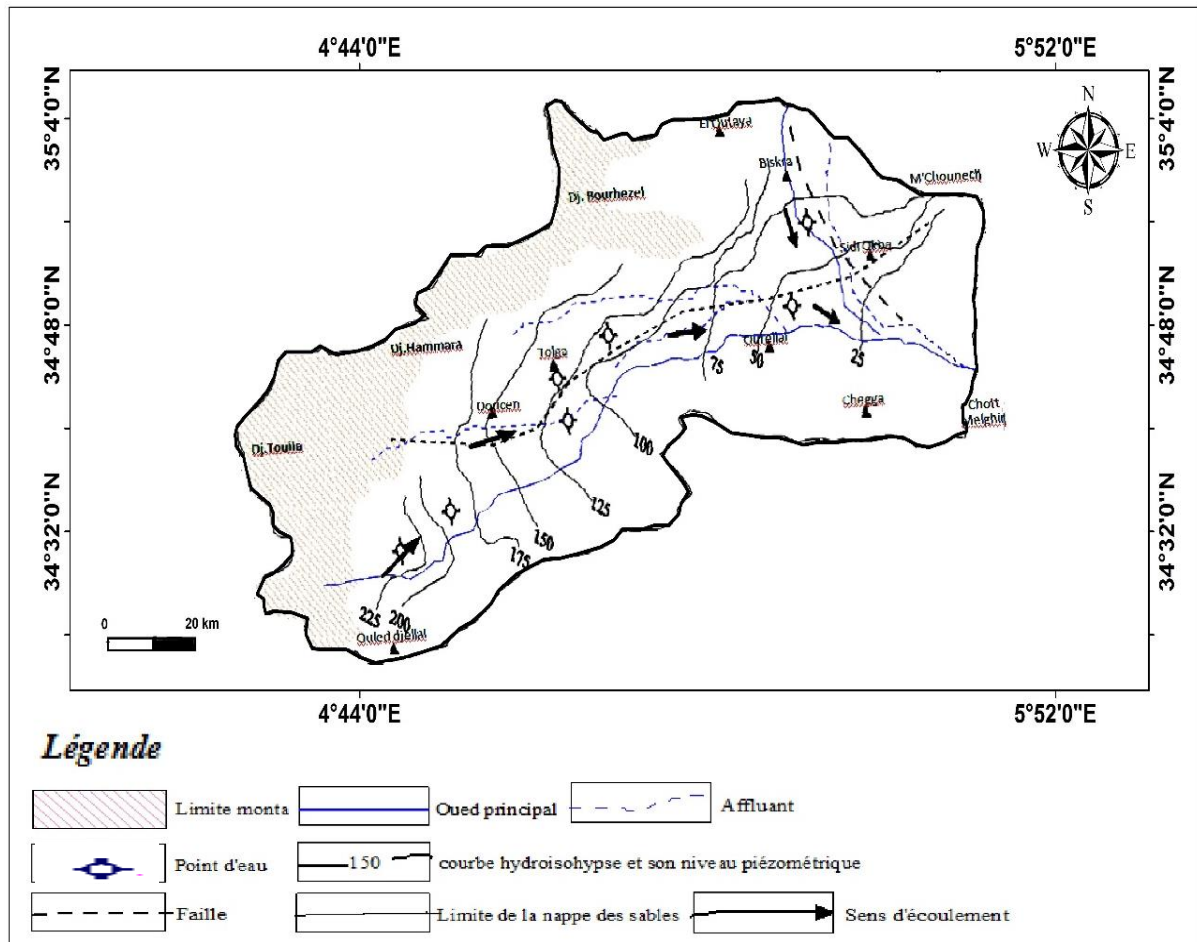 4°44'0"E
5°52'0"E
35°4'0"N
35°4'0"N
N
W
E
S
El Outaya
Biskra
M'Chounech
Dj. Bourhezel
Sidi Okba
34°48'0"N
34°48'0"N
Dj.Hammara
Tolga
Ourellal
75
50
25
Doucen
Chegga
Chott
Melghir
100
125
150
175
34°32'0"N
34°32'0"N
225
200
Ouled djellal
0
20 km
4°44'0"E
5°52'0"E
Légende
Limite monta
Oued principal
Affluant
Point d'eau
150
courbe hydroisohypse et son niveau piézométrique
Faille
Limite de la nappe des sables
Sens d'écoulement